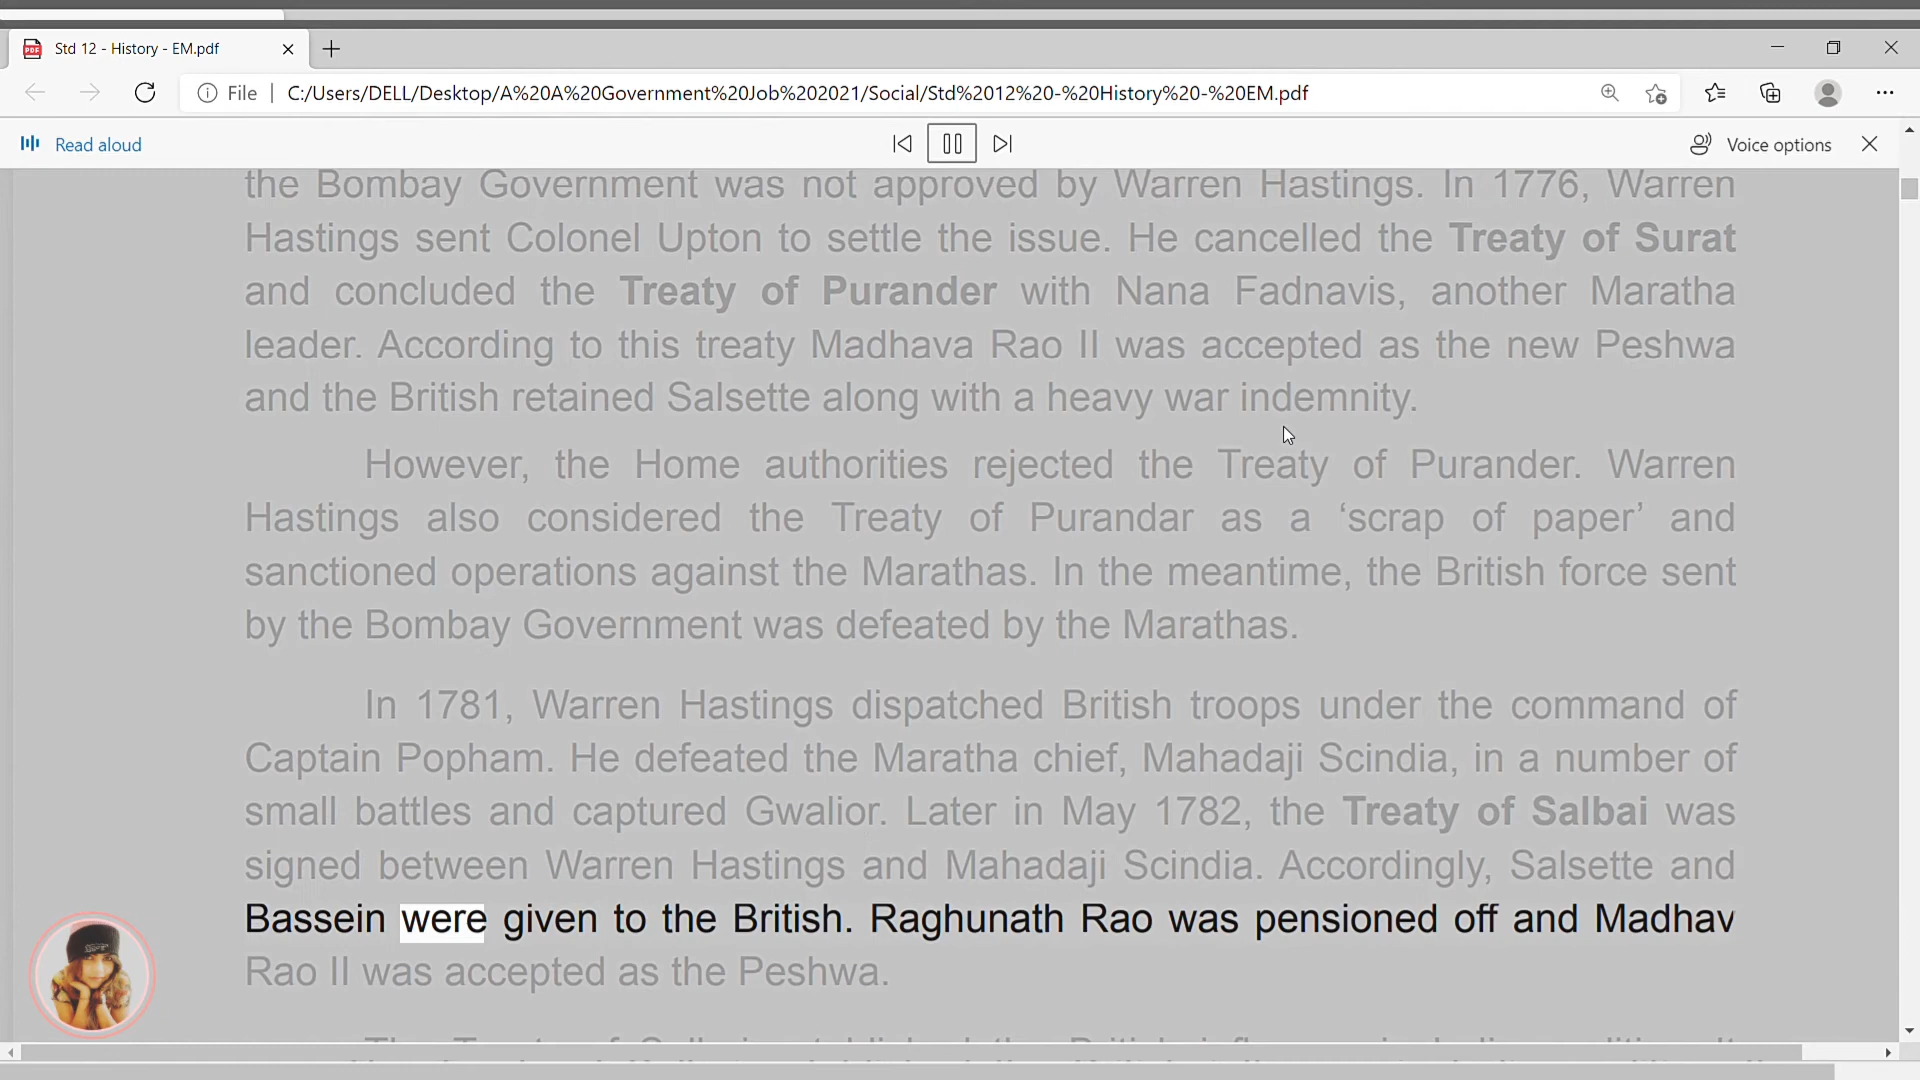 Std 12 - History - EM.pdf
File
C:/Users/DELL/Desktop/A%20A%20Government%20Job%202021/Social/Std%2012%20-%20History%20-%20EM.pdf
Read aloud
Voice options
the Bombay Government was not approved by Warren Hastings. In 1776, Warren
Hastings sent Colonel Upton to settle the issue. He cancelled the Treaty of Surat
and concluded the Treaty of Purander with Nana Fadnavis, another Maratha
leader. According to this treaty Madhava Rao II was accepted as the new Peshwa
and the British retained Salsette along with a heavy war indemnity.
However, the Home authorities rejected the Treaty of Purander. Warren
Hastings also considered the Treaty of Purandar as a ‘scrap of paper’ and
sanctioned operations against the Marathas. In the meantime, the British force sent
by the Bombay Government was defeated by the Marathas.
In 1781, Warren Hastings dispatched British troops under the command of
Captain Popham. He defeated the Maratha chief, Mahadaji Scindia, in a number of
small battles and captured Gwalior. Later in May 1782, the Treaty of Salbai was
signed between Warren Hastings and Mahadaji Scindia. Accordingly, Salsette and
Bassein were given to the British. Raghunath Rao was pensioned off and Madhav
Rao II was accepted as the Peshwa.